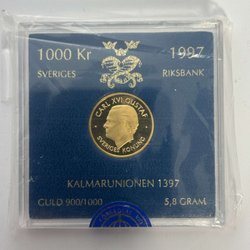 1000 Kr 1997
SVERIGES RIKSBANK
CARL XVI GUSTAF
SVERIGES KONUNG
KALMARUNIONEN 1397
GULD 900/1000 5,8 GRAM